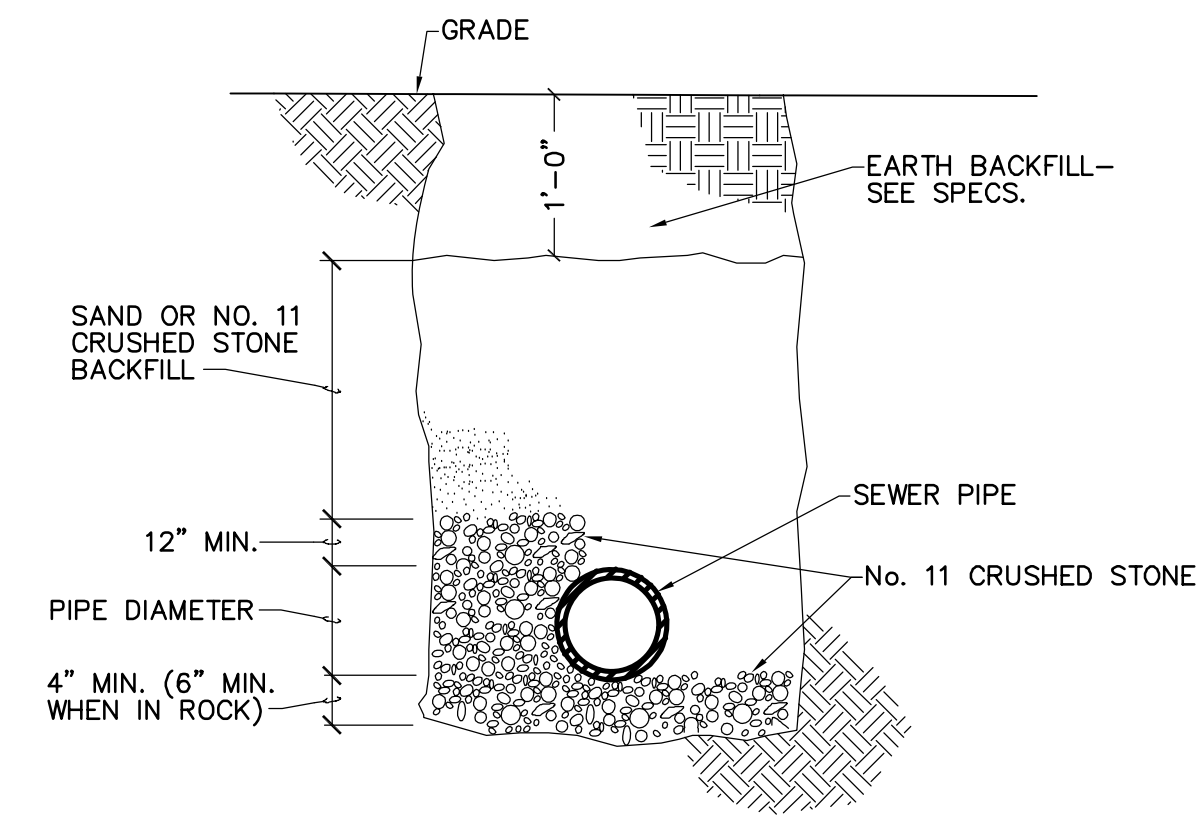 GRADE
1'-0"
EARTH BACKFILL-
SEE SPECS.
SAND OR NO. 11
CRUSHED STONE
BACKFILL
SEWER PIPE
12" MIN.
No. 11 CRUSHED STONE
PIPE DIAMETER
4" MIN. (6" MIN.
WHEN IN ROCK)